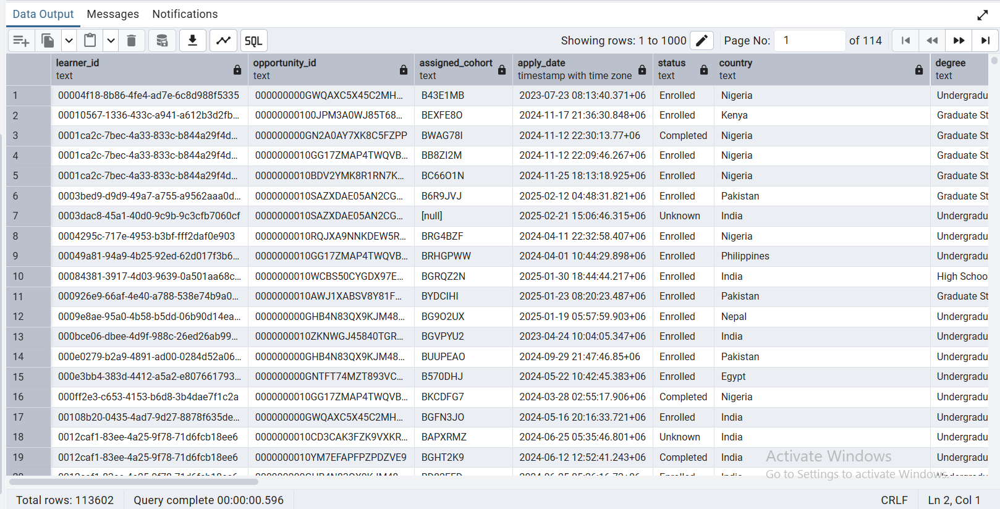 Data Output Messages Notifications
SQL Showing rows: 1 to 1000 Page No: 1 of 114
learner_id opportunity_id assigned_cohort apply_date status country degree
text text text timestamp with time zone text text text
1 00004f18-8b86-4fe4-ad7e-6c8d988f5335 000000000GWQAXC5X45C2MH... B43E1MB 2023-07-23 08:13:40.371+06 Enrolled Nigeria Undergradu
2 00010567-1336-433c-a941-a612b3d2fb... 00000000100JPM3A0WJ85T68... BEXFE8O 2024-11-17 21:36:30.848+06 Enrolled Kenya Graduate St
3 0001ca2c-7bec-4a33-833c-b844a29f4d... 000000000GN2A0AY7XK8C5FZPP BWAG78I 2024-11-12 22:30:13.77+06 Completed Nigeria Graduate St
4 0001ca2c-7bec-4a33-833c-b844a29f4d... 0000000010GG17ZMAP4TWQVB... BB8ZI2M 2024-11-12 22:09:46.267+06 Enrolled Nigeria Graduate St
5 0001ca2c-7bec-4a33-833c-b844a29f4d... 0000000010BDV2YMK8R1RN7K... BC66O1N 2024-11-25 18:13:18.925+06 Enrolled Nigeria Graduate St
6 0003bed9-d9d9-49a7-a755-a9562aaa0d... 0000000010SAZXDAE05AN2CG... B6R9JVJ 2025-02-12 04:48:31.821+06 Enrolled Pakistan Graduate St
7 0003dac8-45a1-40d0-9c9b-9c3cfb7060cf 0000000010SAZXDAE05AN2CG... [null] 2025-02-21 15:06:46.315+06 Unknown India Undergradu
8 0004295c-717e-4953-b3bf-fff2daf0e903 0000000010RQJXA9NNKDEW5R... BRG4BZF 2024-04-11 22:32:58.407+06 Enrolled Nigeria Undergradu
9 00049a81-94a9-4b25-92ed-62d017f3b6... 0000000010GG17ZMAP4TWQVB... BRHGPWW 2024-04-01 10:44:29.898+06 Enrolled Philippines Undergradu
10 00084381-3917-4d03-9639-0a501aa68c... 0000000010WCBS50CYGDX97E... BGRQZ2N 2025-01-30 18:44:44.217+06 Enrolled India High Schoo
11 000926e9-66af-4e40-a788-538e74b9a0... 0000000010AWJ1XABSV8Y81F... BYDCIHI 2025-01-23 08:20:23.487+06 Enrolled Pakistan Graduate St
12 0009e8ae-95a0-4b58-b5dd-06b90d14ea... 000000000GHB4N83QX9KJM48... BG9O2UX 2025-01-19 05:57:59.903+06 Enrolled Nepal Undergradu
13 000bce06-dbee-4d9f-988c-26ed26ab99... 0000000010ZKNWGJ45840TGR... BGVPYU2 2023-04-24 10:04:05.347+06 Enrolled India Undergradu
14 000e0279-b2a9-4891-ad00-0284d52a06... 000000000GHB4N83QX9KJM48... BUUPEAO 2024-09-29 21:47:46.85+06 Enrolled Pakistan Undergradu
15 000e3bb4-383d-4412-a5a2-e807661793... 000000000GNTFT74MZT893VC... B570DHJ 2024-05-22 10:42:45.383+06 Enrolled Egypt Undergradu
16 000ff2e3-c653-4153-b6d8-3b4dae7f1c2a 0000000010GG17ZMAP4TWQVB... BKCDFG7 2024-03-28 02:55:17.906+06 Completed Nigeria Undergradu
17 00108b20-0435-4ad7-9d27-8878f635de... 000000000GWQAXC5X45C2MH... BGFN3JO 2024-05-16 20:16:33.721+06 Enrolled India Undergradu
18 0012caf1-83ee-4a25-9f78-71d6fcb18ee6 0000000010CD3CAK3FZK9VXKR... BAPXRMZ 2024-06-25 05:35:46.801+06 Unknown India Undergradu
19 0012caf1-83ee-4a25-9f78-71d6fcb18ee6 0000000010YM7EFAPFPZPDZVE9 BGHT2K9 2024-06-12 12:52:41.243+06 Completed India Undergradu
Activate Windows
Go to Settings to activate Windows.
Total rows: 113602 Query complete 00:00:00.596 CRLF Ln 2, Col 1